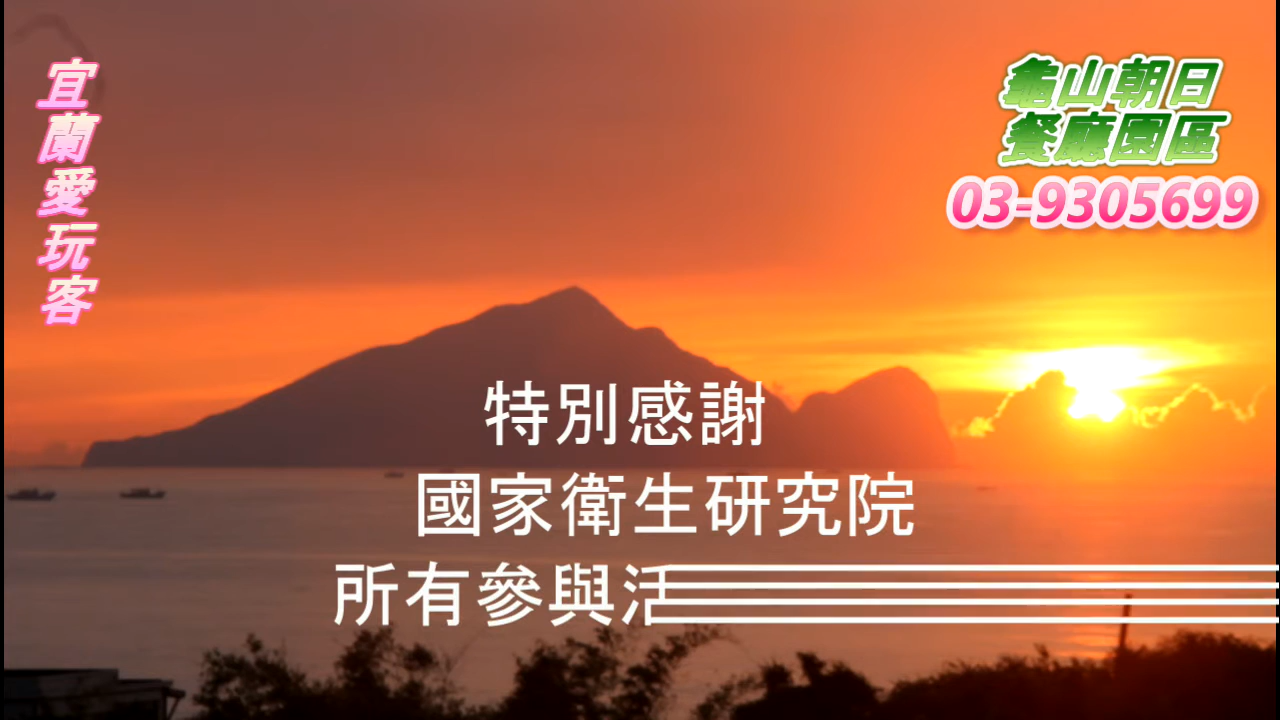 宜蘭愛玩客
龜山朝日
餐廳園區
03-9305699
特別感謝
國家衛生研究院
所有參與活